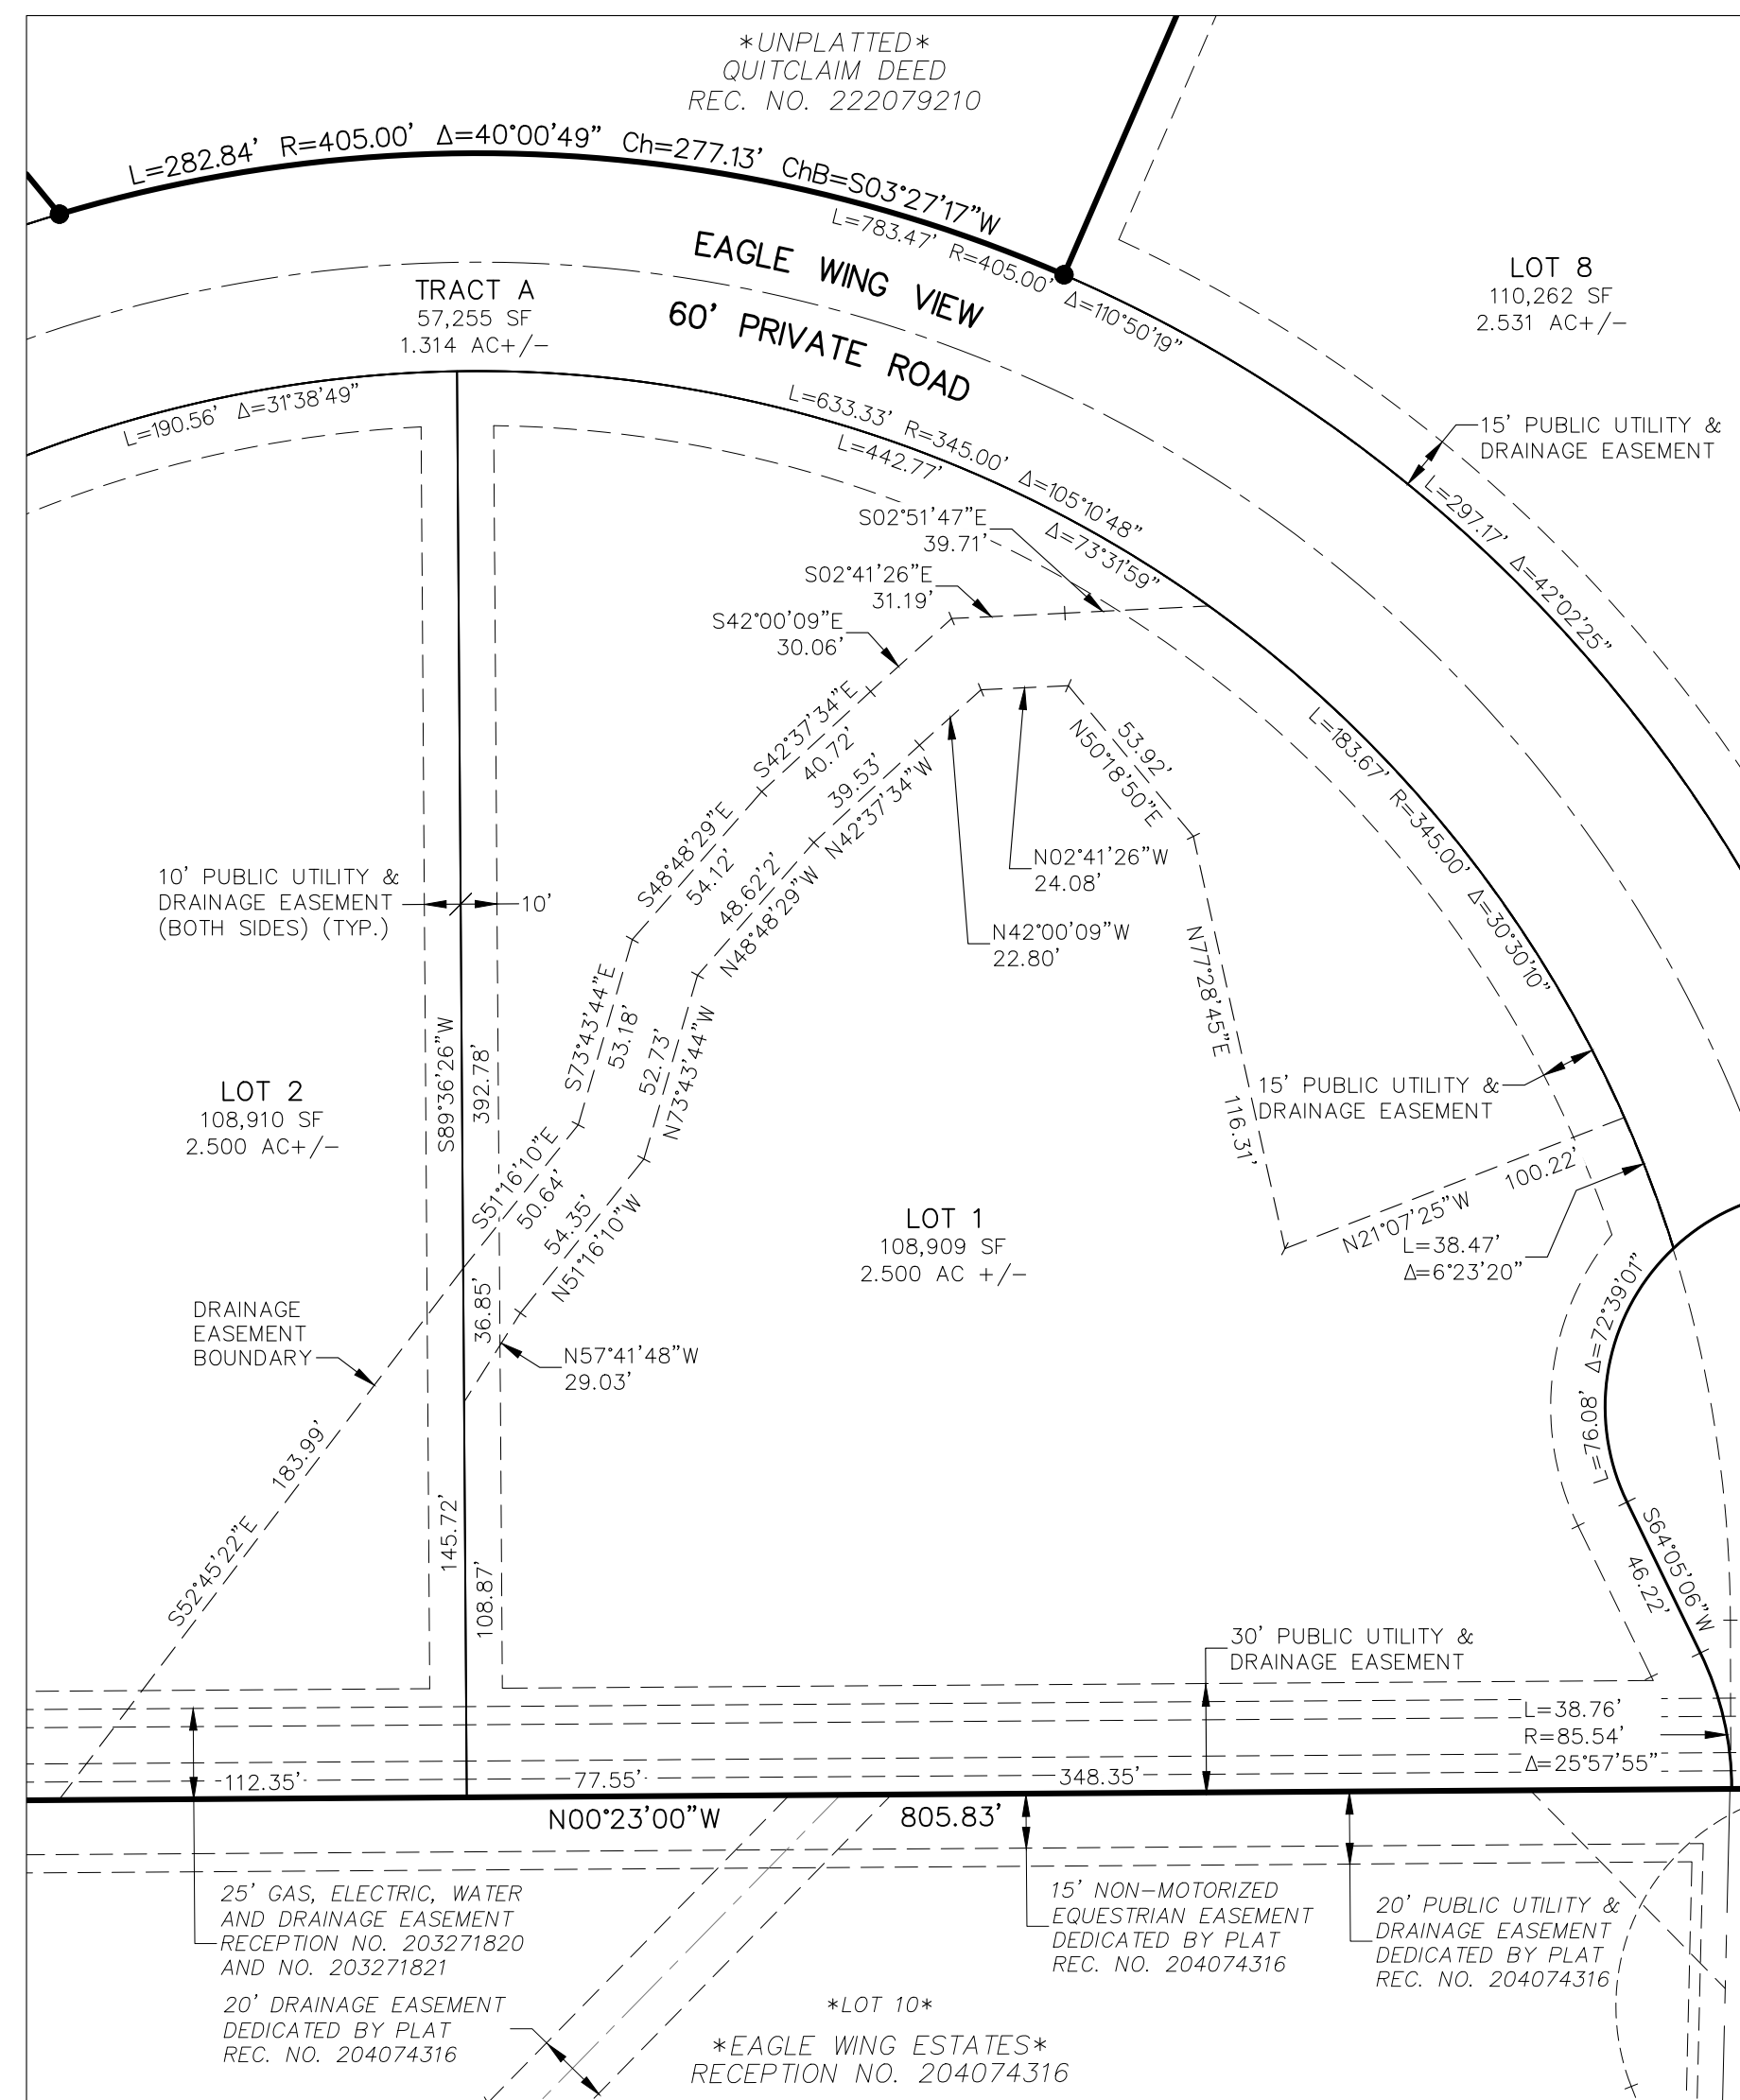 *UNPLATTED*
QUITCLAIM DEED
REC. NO. 222079210
L=282.84' R=405.00' Δ=40°00'49" Ch=277.13' ChB=S03°27'17"W
L=783.47' R=405.00' Δ=110°50'19"
EAGLE WING VIEW
60' PRIVATE ROAD
TRACT A
57,255 SF
1.314 AC+/-
LOT 8
110,262 SF
2.531 AC+/-
L=190.56' Δ=31°38'49"
L=633.33' R=345.00' Δ=105°10'48"
L=442.77' Δ=73°31'59"
15' PUBLIC UTILITY &
DRAINAGE EASEMENT
L=297.17' Δ=42°02'25"
S02°51'47"E
39.71'
S02°41'26"E
31.19'
S42°00'09"E
30.06'
S42°37'34"E
40.72'
39.53'
N42°37'34"W
53.92'
N50°18'50"E
L=183.67' R=345.00' Δ=30°30'10"
S48°48'29"E
54.12'
48.62'2'
N48°48'29"W
N02°41'26"W
24.08'
N42°00'09"W
22.80'
10' PUBLIC UTILITY &
DRAINAGE EASEMENT
(BOTH SIDES) (TYP.)
10'
N77°28'45"E
116.31'
S73°43'44"E
53.18'
52.73'
N73°43'44"W
S89°36'26"W
392.78'
LOT 2
108,910 SF
2.500 AC+/-
15' PUBLIC UTILITY &
DRAINAGE EASEMENT
S51°16'10"E
50.64'
54.35'
N51°16'10"W
N21°07'25"W
100.22'
LOT 1
108,909 SF
2.500 AC +/-
L=38.47'
Δ=6°23'20"
36.85'
DRAINAGE
EASEMENT
BOUNDARY
N57°41'48"W
29.03'
L=76.08' Δ=72°39'01"
S52°45'22"E 183.99'
145.72'
108.87'
S64°05'06"W
46.22'
30' PUBLIC UTILITY &
DRAINAGE EASEMENT
L=38.76'
R=85.54'
Δ=25°57'55"
112.35'
77.55'
348.35'
N00°23'00"W 805.83'
25' GAS, ELECTRIC, WATER
AND DRAINAGE EASEMENT
RECEPTION NO. 203271820
AND NO. 203271821
15' NON-MOTORIZED
EQUESTRIAN EASEMENT
DEDICATED BY PLAT
REC. NO. 204074316
20' PUBLIC UTILITY &
DRAINAGE EASEMENT
DEDICATED BY PLAT
REC. NO. 204074316
20' DRAINAGE EASEMENT
DEDICATED BY PLAT
REC. NO. 204074316
*LOT 10*
*EAGLE WING ESTATES*
RECEPTION NO. 204074316